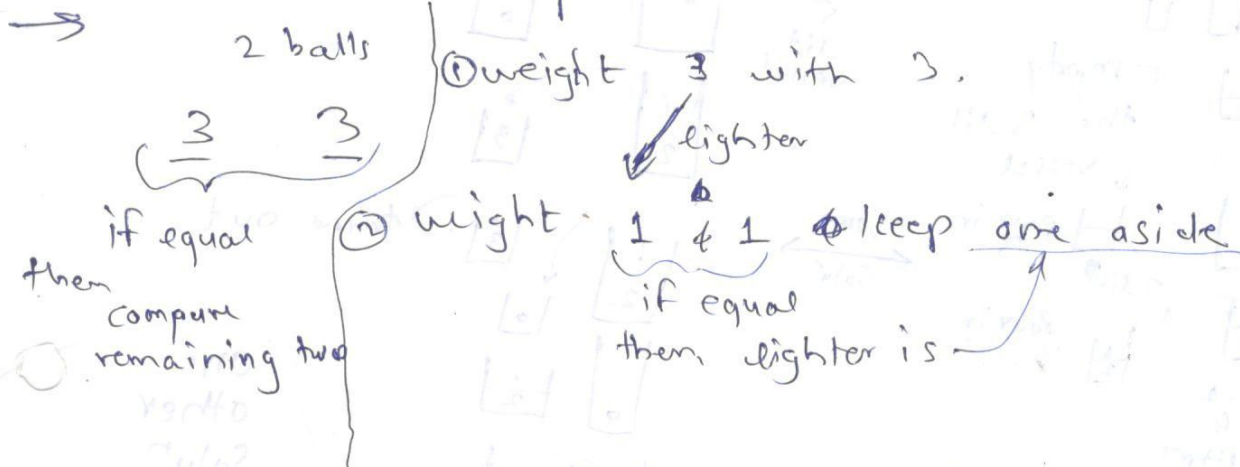 → 2 balls
3 3
if equal
then
compare
remaining two
① weight 3 with 3.
lighter
② weight 1 & 1 & keep one aside
if equal
then, lighter is